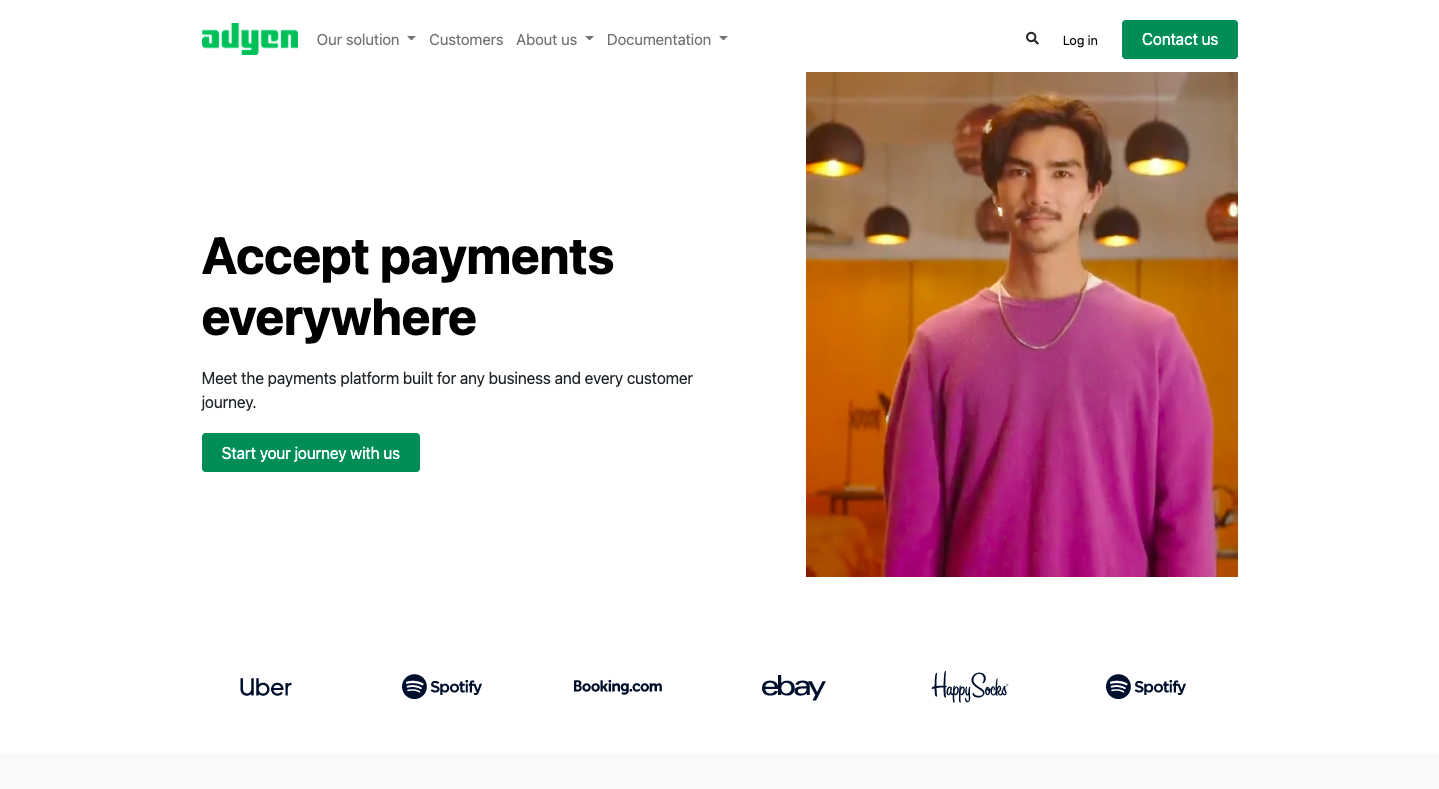 adyen
Our solution Customers About us Documentation
Log in
Contact us
Accept payments
everywhere
Meet the payments platform built for any business and every customer
journey.
Start your journey with us
Uber
Spotify
Booking.com
ebay
Happy Socks
Spotify